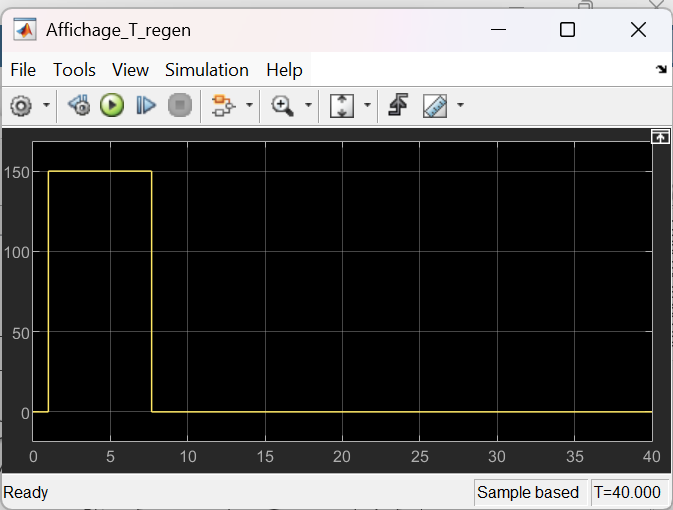 Affichage_T_regen
File Tools View Simulation Help
150
100
50
0
0 5 10 15 20 25 30 35 40
Ready Sample based T=40.000